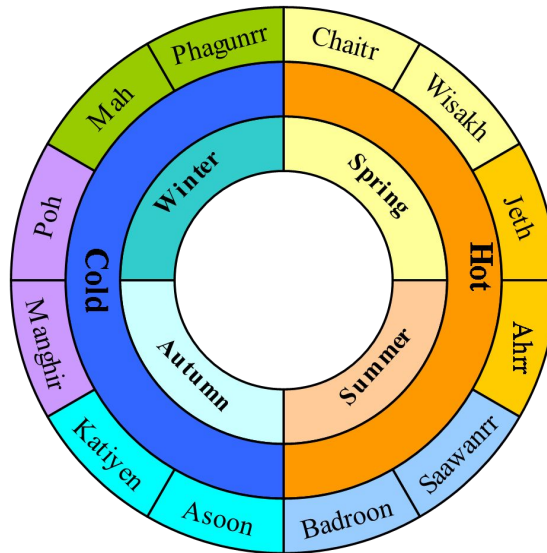 Chaitr
Wisakh
Jeth
Ahrr
Saawanrr
Badroon
Asoon
Katiyen
Manghir
Poh
Mah
Phagunrr
Hot
Cold
Spring
Summer
Autumn
Winter